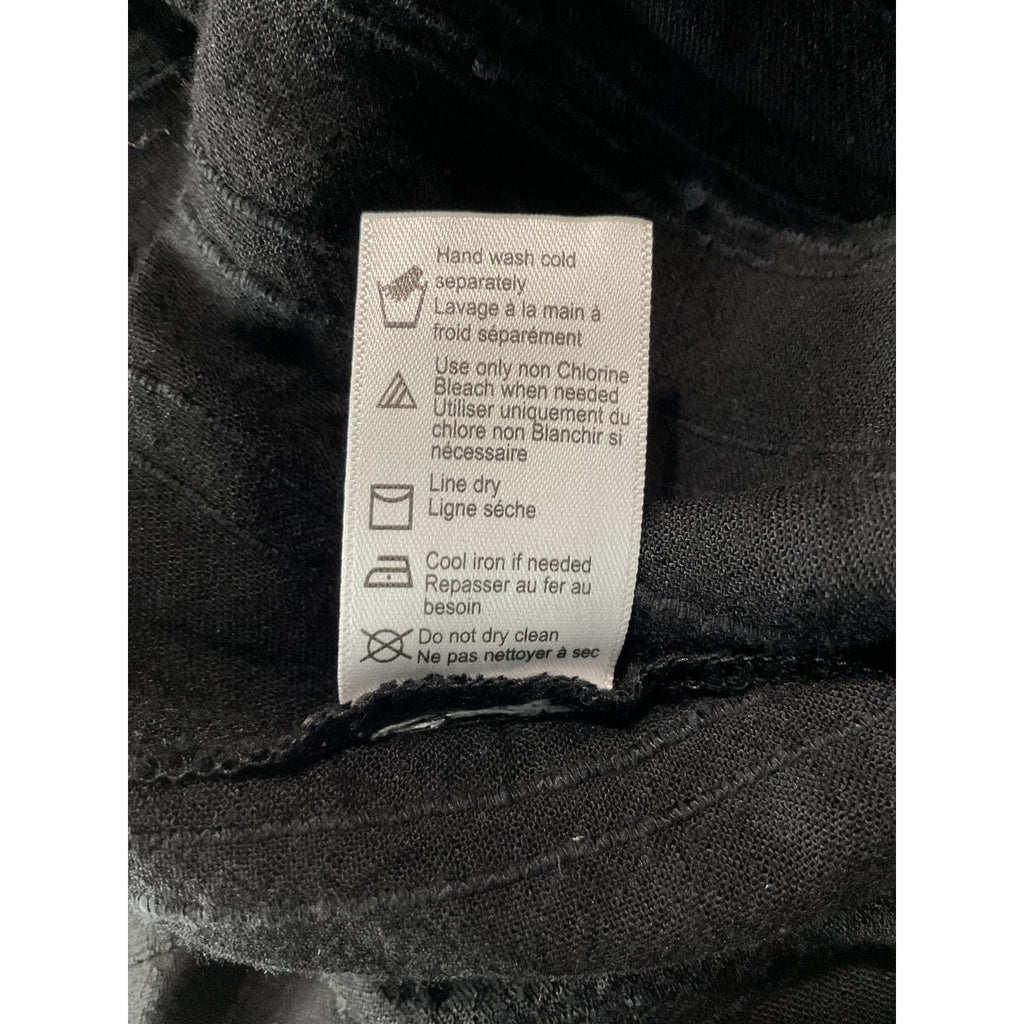 Hand wash cold
separately
Lavage à la main à
froid séparément
Use only non Chlorine
Bleach when needed
Utiliser uniquement du
chlore non Blanchir si
nécessaire
Line dry
Ligne séche
Cool iron if needed
Repasser au fer au
besoin
Do not dry clean
Ne pas nettoyer à sec